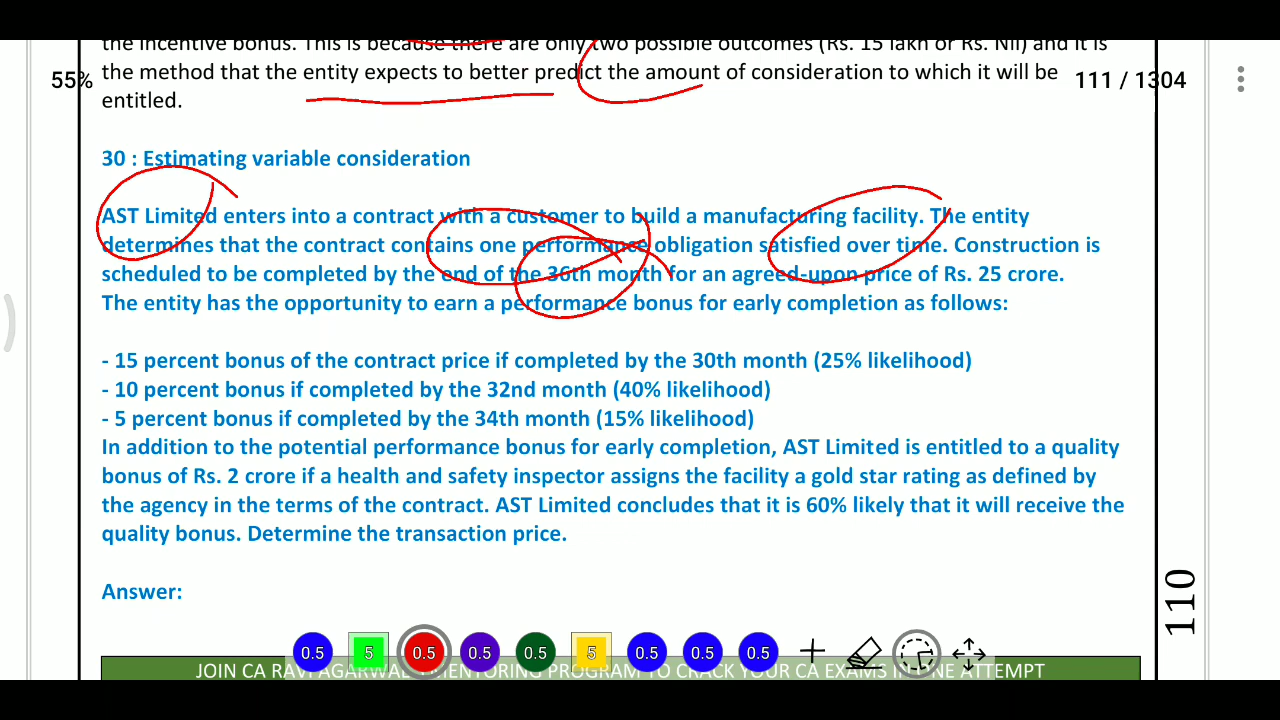 the incentive bonus. This is because there are only two possible outcomes (Rs. 15 lakh or Rs. Nil) and it is
55%
the method that the entity expects to better predict the amount of consideration to which it will be
111 / 1304
entitled.
30 : Estimating variable consideration
AST Limited enters into a contract with a customer to build a manufacturing facility. The entity
determines that the contract contains one performance obligation satisfied over time. Construction is
scheduled to be completed by the end of the 36th month for an agreed-upon price of Rs. 25 crore.
The entity has the opportunity to earn a performance bonus for early completion as follows:
- 15 percent bonus of the contract price if completed by the 30th month (25% likelihood)
- 10 percent bonus if completed by the 32nd month (40% likelihood)
- 5 percent bonus if completed by the 34th month (15% likelihood)
In addition to the potential performance bonus for early completion, AST Limited is entitled to a quality
bonus of Rs. 2 crore if a health and safety inspector assigns the facility a gold star rating as defined by
the agency in the terms of the contract. AST Limited concludes that it is 60% likely that it will receive the
quality bonus. Determine the transaction price.
Answer:
110
0.5 5 0.5 0.5 0.5 5 0.5 0.5 0.5
JOIN CA RAVI AGARWAL MENTORING PROGRAM TO CRACK YOUR CA EXAMS IN ONE ATTEMPT